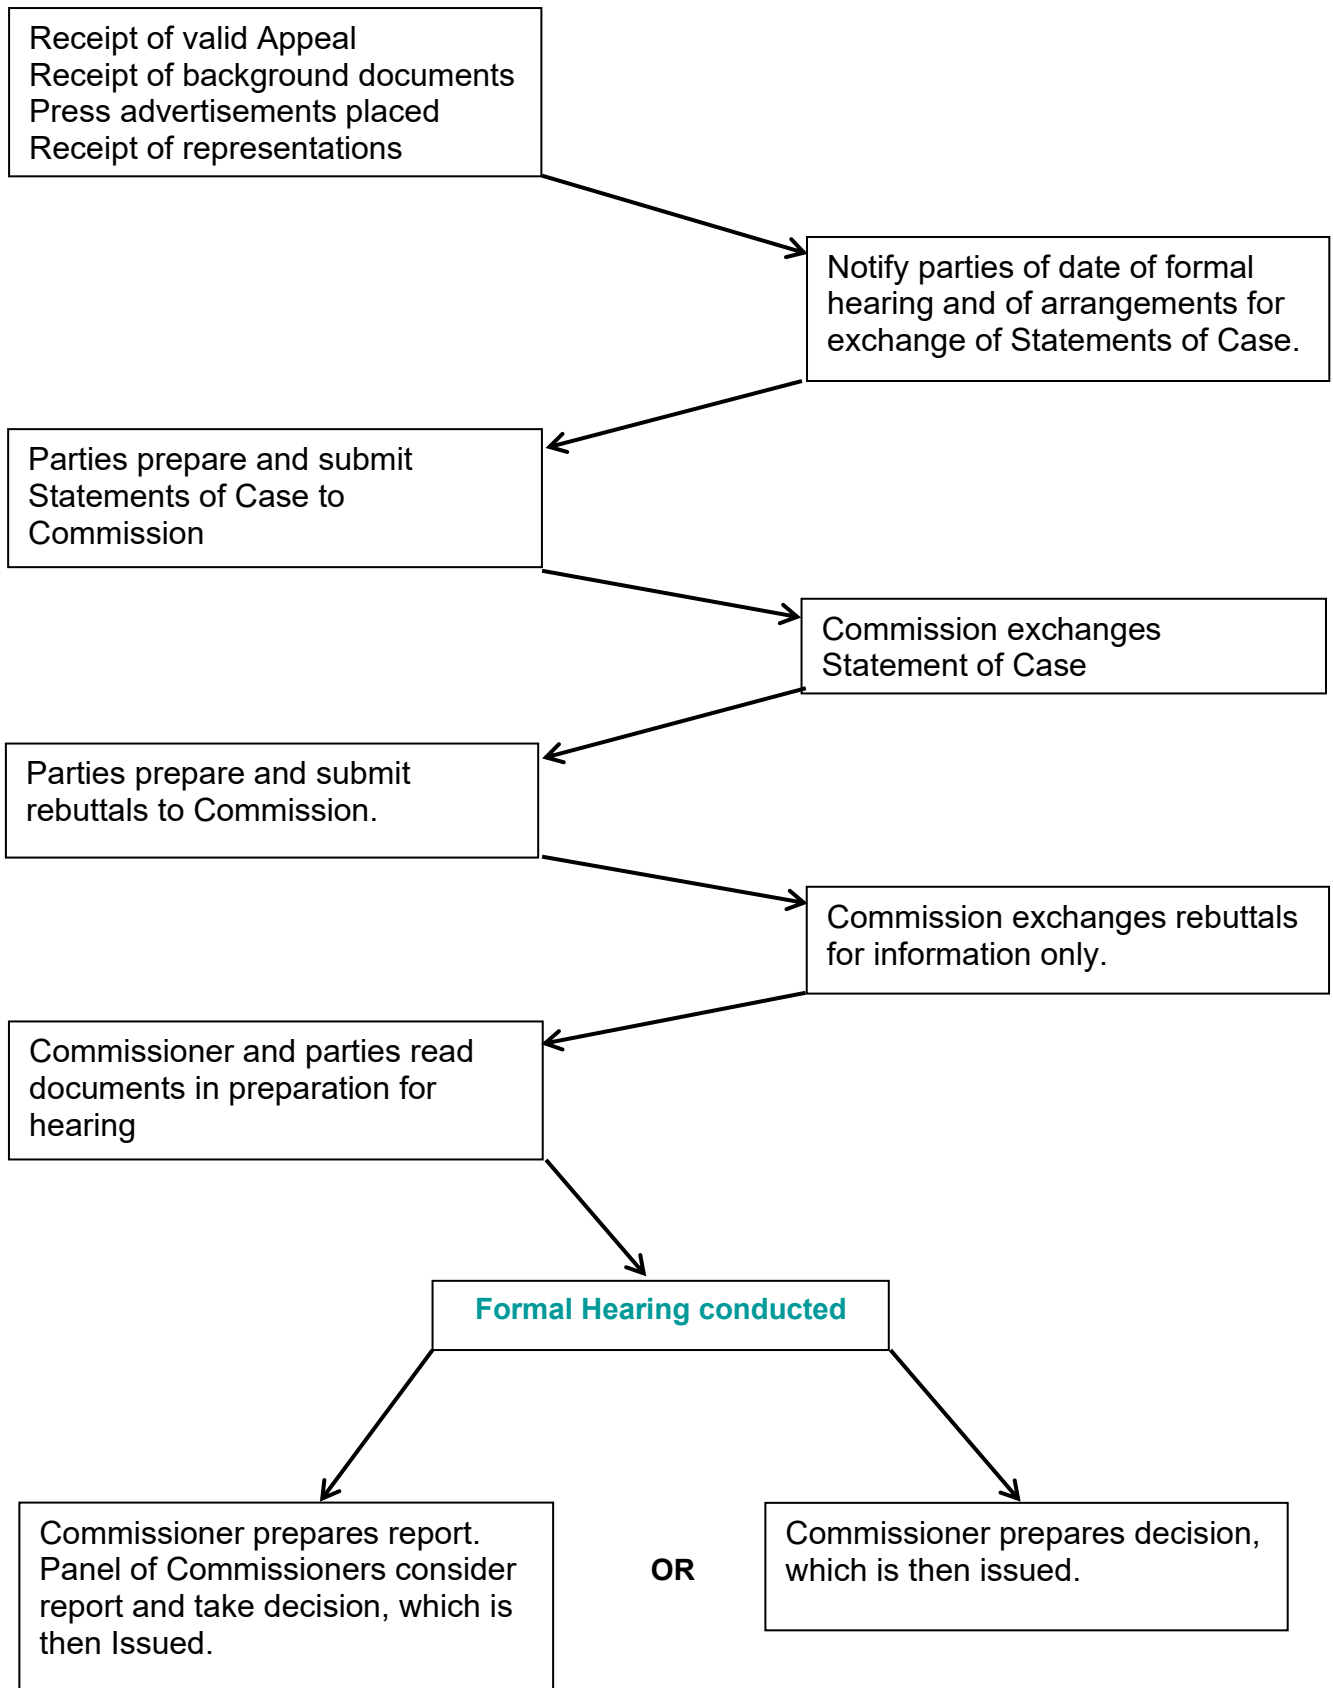 Receipt of valid Appeal
Receipt of background documents
Press advertisements placed
Receipt of representations
Notify parties of date of formal
hearing and of arrangements for
exchange of Statements of Case.
Parties prepare and submit
Statements of Case to
Commission
Commission exchanges
Statement of Case
Parties prepare and submit
rebuttals to Commission.
Commission exchanges rebuttals
for information only.
Commissioner and parties read
documents in preparation for
hearing
Formal Hearing conducted
Commissioner prepares report.
Panel of Commissioners consider
report and take decision, which is
then Issued.
OR
Commissioner prepares decision,
which is then issued.